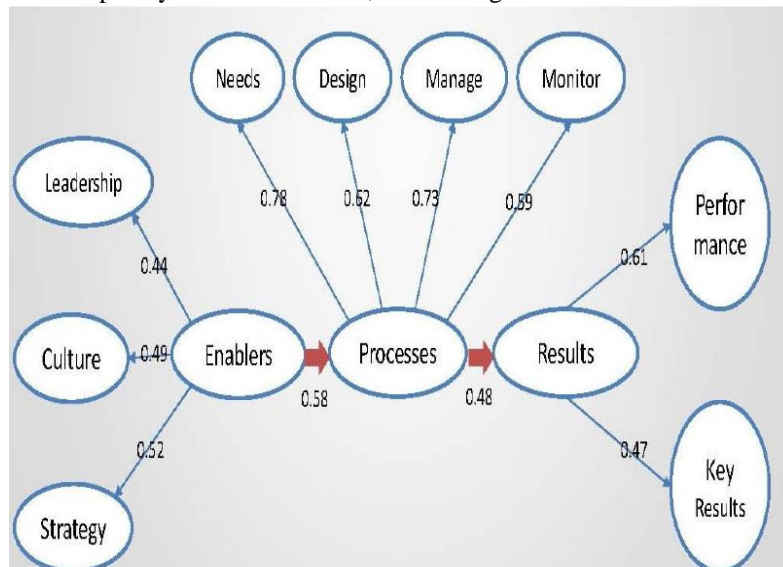 Needs
Design
Manage
Monitor
Leadership
Perfor
mance
0.78
0.62
0.73
0.59
0.44
0.61
Culture
0.49
Enablers
Processes
Results
0.58
0.48
0.52
0.47
Strategy
Key
Results